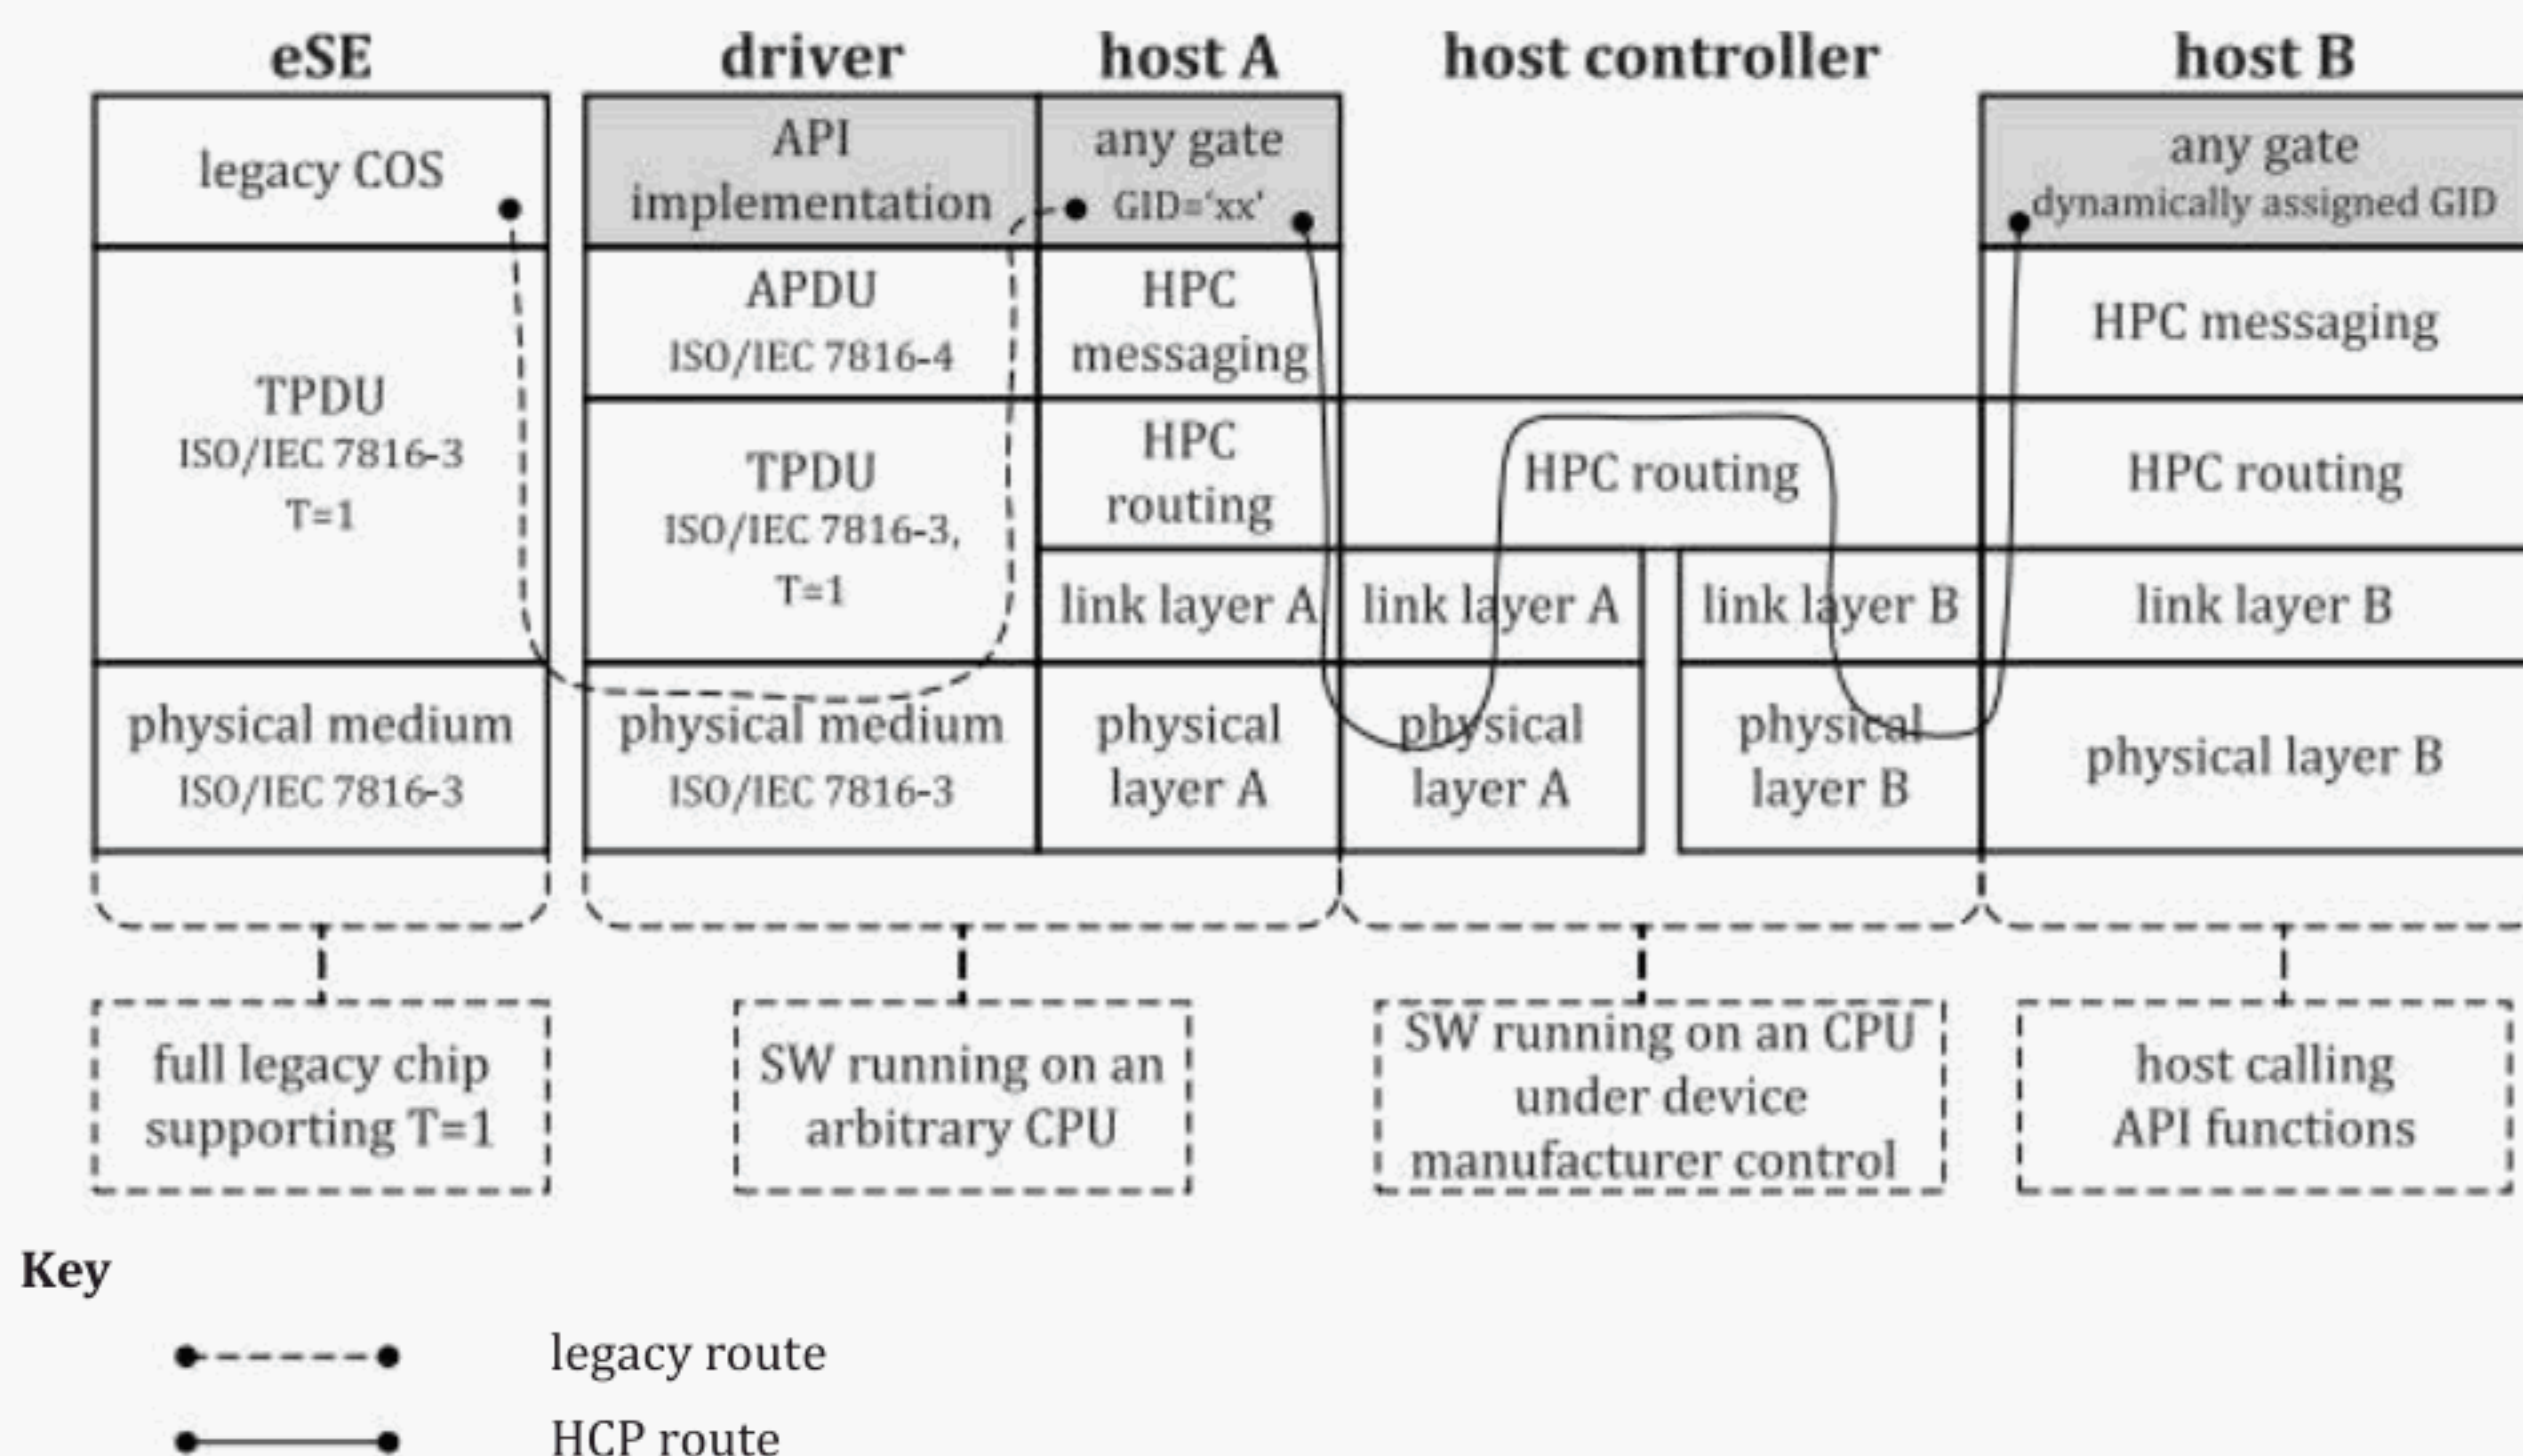 eSE
driver
host A
host controller
host B
legacy COS
API
implementation
any gate
GID=‘xx’
any gate
dynamically assigned GID
TPDU
ISO/IEC 7816-3
T=1
APDU
ISO/IEC 7816-4
HPC
messaging
HPC messaging
TPDU
ISO/IEC 7816-3,
T=1
HPC
routing
HPC routing
HPC routing
link layer A
link layer A
link layer B
link layer B
physical medium
ISO/IEC 7816-3
physical medium
ISO/IEC 7816-3
physical
layer A
physical
layer A
physical
layer B
physical layer B
full legacy chip
supporting T=1
SW running on an
arbitrary CPU
SW running on an CPU
under device
manufacturer control
host calling
API functions
Key
legacy route
HCP route